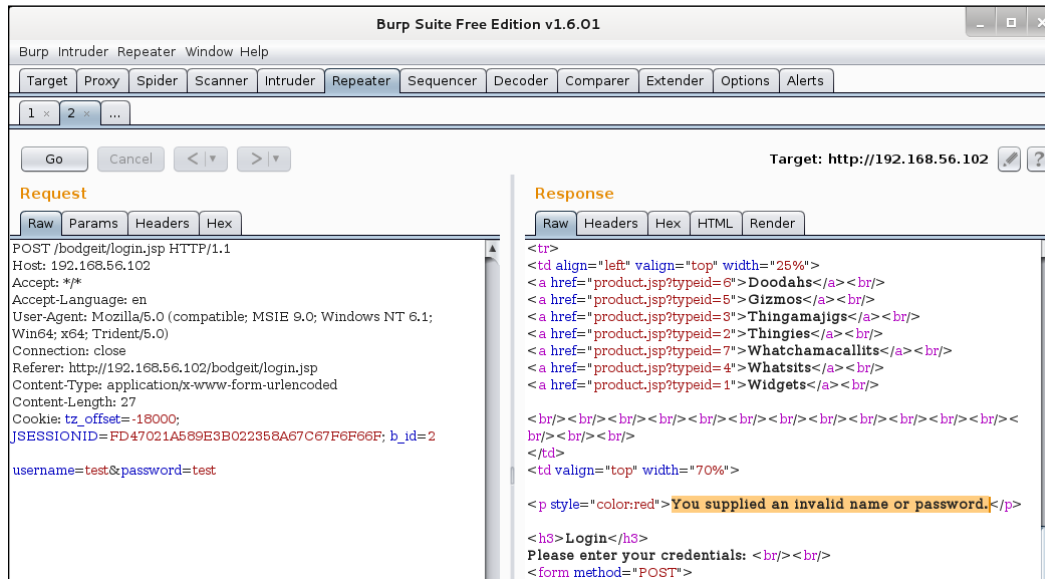 Burp Suite Free Edition v1.6.01
Burp Intruder Repeater Window Help
Target Proxy Spider Scanner Intruder Repeater Sequencer Decoder Comparer Extender Options Alerts
1 × 2 × ...
Go Cancel < > Target: http://192.168.56.102 ?
Request
Raw Params Headers Hex
POST /bodgeit/login.jsp HTTP/1.1
Host: 192.168.56.102
Accept: */*
Accept-Language: en
User-Agent: Mozilla/5.0 (compatible; MSIE 9.0; Windows NT 6.1;
Win64; x64; Trident/5.0)
Connection: close
Referer: http://192.168.56.102/bodgeit/login.jsp
Content-Type: application/x-www-form-urlencoded
Content-Length: 27
Cookie: tz_offset=-18000;
JSESSIONID=FD47021A589E3B022358A67C67F6F66F; b_id=2
username=test&password=test
Response
Raw Headers Hex HTML Render
<tr>
<td align="left" valign="top" width="25%">
<a href="product.jsp?typeid=6">Doodahs</a><br/>
<a href="product.jsp?typeid=5">Gizmos</a><br/>
<a href="product.jsp?typeid=3">Thingamajigs</a><br/>
<a href="product.jsp?typeid=2">Thingies</a><br/>
<a href="product.jsp?typeid=7">Whatchamacallits</a><br/>
<a href="product.jsp?typeid=4">Whatsits</a><br/>
<a href="product.jsp?typeid=1">Widgets</a><br/>
<br/><br/><br/><br/><br/><br/><br/><br/><br/><br/><br/><
br/><br/><br/>
</td>
<td valign="top" width="70%">
<p style="color:red">You supplied an invalid name or password.</p>
<h3>Login</h3>
Please enter your credentials: <br/><br/>
<form method="POST">